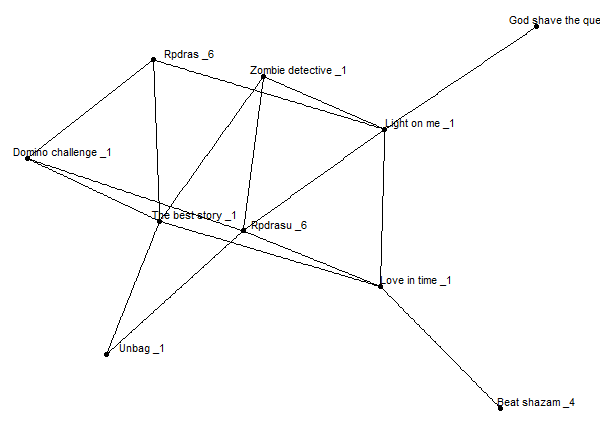 God shave the que
Rpdras _6
Zombie detective _1
Light on me _1
Domino challenge _1
The best story _1
Rpdrasu _6
Love in time _1
Unbag _1
Beat shazam _4